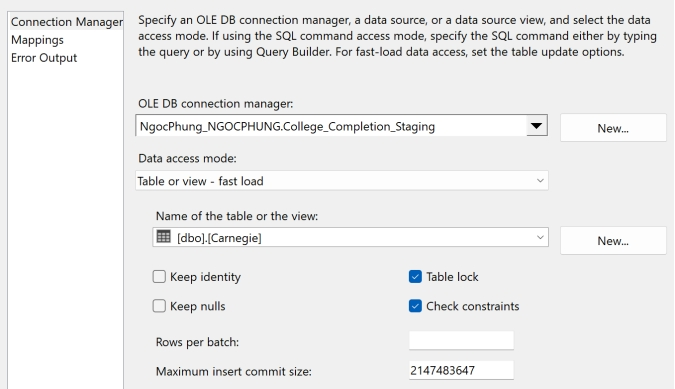 Connection Manager
Mappings
Error Output
Specify an OLE DB connection manager, a data source, or a data source view, and select the data
access mode. If using the SQL command access mode, specify the SQL command either by typing
the query or by using Query Builder. For fast-load data access, set the table update options.
OLE DB connection manager:
NgocPhung_NGOCPHUNG.College_Completion_Staging
New...
Data access mode:
Table or view - fast load
Name of the table or the view:
[dbo].[Carnegie]
New...
Keep identity
Table lock
Keep nulls
Check constraints
Rows per batch:
Maximum insert commit size:
2147483647